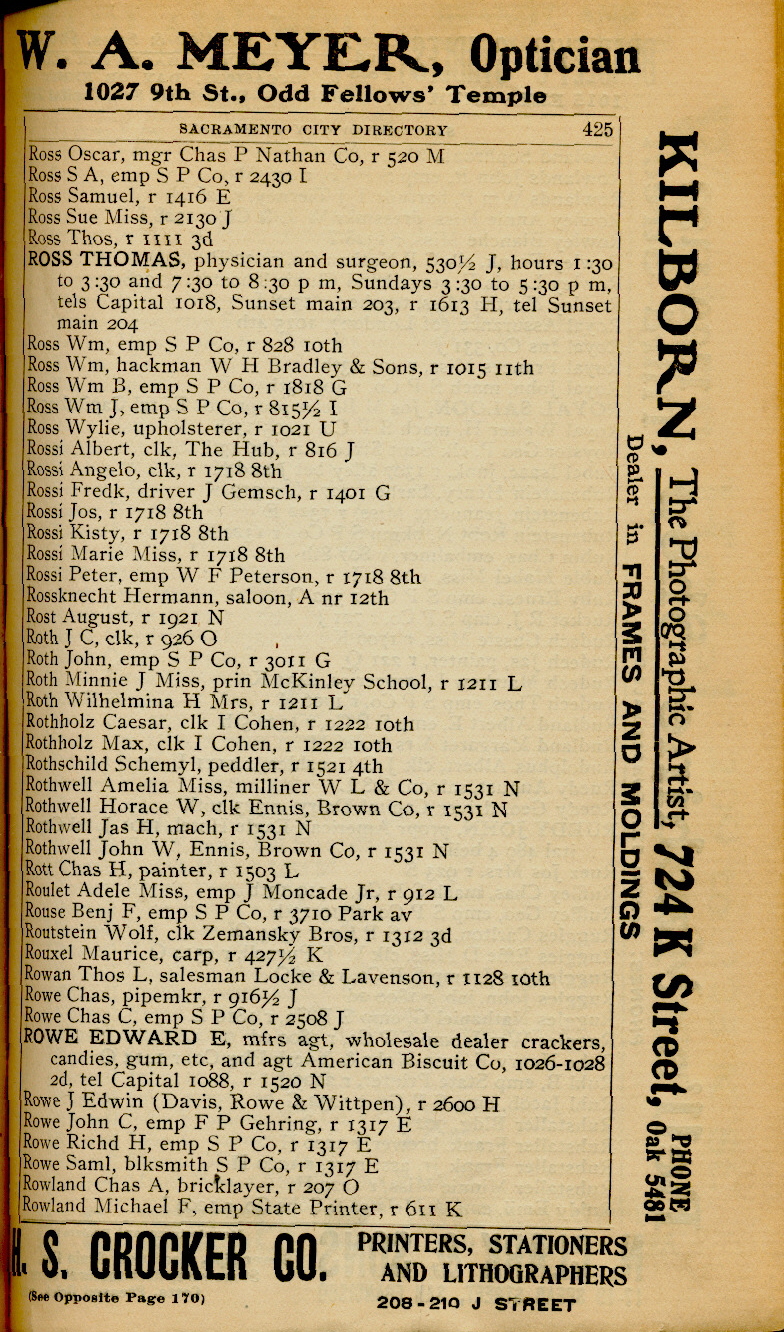 W. A. MEYER, Optician
1027 9th St., Odd Fellows' Temple
SACRAMENTO CITY DIRECTORY 425
Ross Oscar, mgr Chas P Nathan Co, r 520 M
Ross S A, emp S P Co, r 2430 I
Ross Samuel, r 1416 E
Ross Sue Miss, r 2130 J
Ross Thos, r 1111 3d
ROSS THOMAS, physician and surgeon, 530½ J, hours 1:30
to 3:30 and 7:30 to 8:30 p m, Sundays 3:30 to 5:30 p m,
tels Capital 1018, Sunset main 203, r 1613 H, tel Sunset
main 204
Ross Wm, emp S P Co, r 828 10th
Ross Wm, hackman W H Bradley & Sons, r 1015 11th
Ross Wm B, emp S P Co, r 1818 G
Ross Wm J, emp S P Co, r 815½ I
Ross Wylie, upholsterer, r 1021 U
Rossi Albert, clk, The Hub, r 816 J
Rossi Angelo, clk, r 1718 8th
Rossi Fredk, driver J Gemsch, r 1401 G
Rossi Jos, r 1718 8th
Rossi Kisty, r 1718 8th
Rossi Marie Miss, r 1718 8th
Rossi Peter, emp W F Peterson, r 1718 8th
Rossknecht Hermann, saloon, A nr 12th
Rost August, r 1921 N
Roth J C, clk, r 926 O
Roth John, emp S P Co, r 3011 G
Roth Minnie J Miss, prin McKinley School, r 1211 L
Roth Wilhelmina H Mrs, r 1211 L
Rothholz Caesar, clk I Cohen, r 1222 10th
Rothholz Max, clk I Cohen, r 1222 10th
Rothschild Schemyl, peddler, r 1521 4th
Rothwell Amelia Miss, milliner W L & Co, r 1531 N
Rothwell Horace W, clk Ennis, Brown Co, r 1531 N
Rothwell Jas H, mach, r 1531 N
Rothwell John W, Ennis, Brown Co, r 1531 N
Rott Chas H, painter, r 1503 L
Roulet Adele Miss, emp J Moncade Jr, r 912 L
Rouse Benj F, emp S P Co, r 3710 Park av
Routstein Wolf, clk Zemansky Bros, r 1312 3d
Rouxel Maurice, carp, r 427½ K
Rowan Thos L, salesman Locke & Lavenson, r 1128 10th
Rowe Chas, pipemkr, r 916½ J
Rowe Chas C, emp S P Co, r 2508 J
ROWE EDWARD E, mfrs agt, wholesale dealer crackers,
candies, gum, etc, and agt American Biscuit Co, 1026-1028
2d, tel Capital 1088, r 1520 N
Rowe J Edwin (Davis, Rowe & Wittpen), r 2600 H
Rowe John C, emp F P Gehring, r 1317 E
Rowe Richd H, emp S P Co, r 1317 E
Rowe Saml, blksmith S P Co, r 1317 E
Rowland Chas A, bricklayer, r 207 O
Rowland Michael F, emp State Printer, r 611 K
KILBORN, The Photographic Artist, 724 K Street, PHONE Oak 5481
Dealer in FRAMES AND MOLDINGS
H. S. CROCKER CO.
(See Opposite Page 170)
PRINTERS, STATIONERS
AND LITHOGRAPHERS
208-210 J STREET